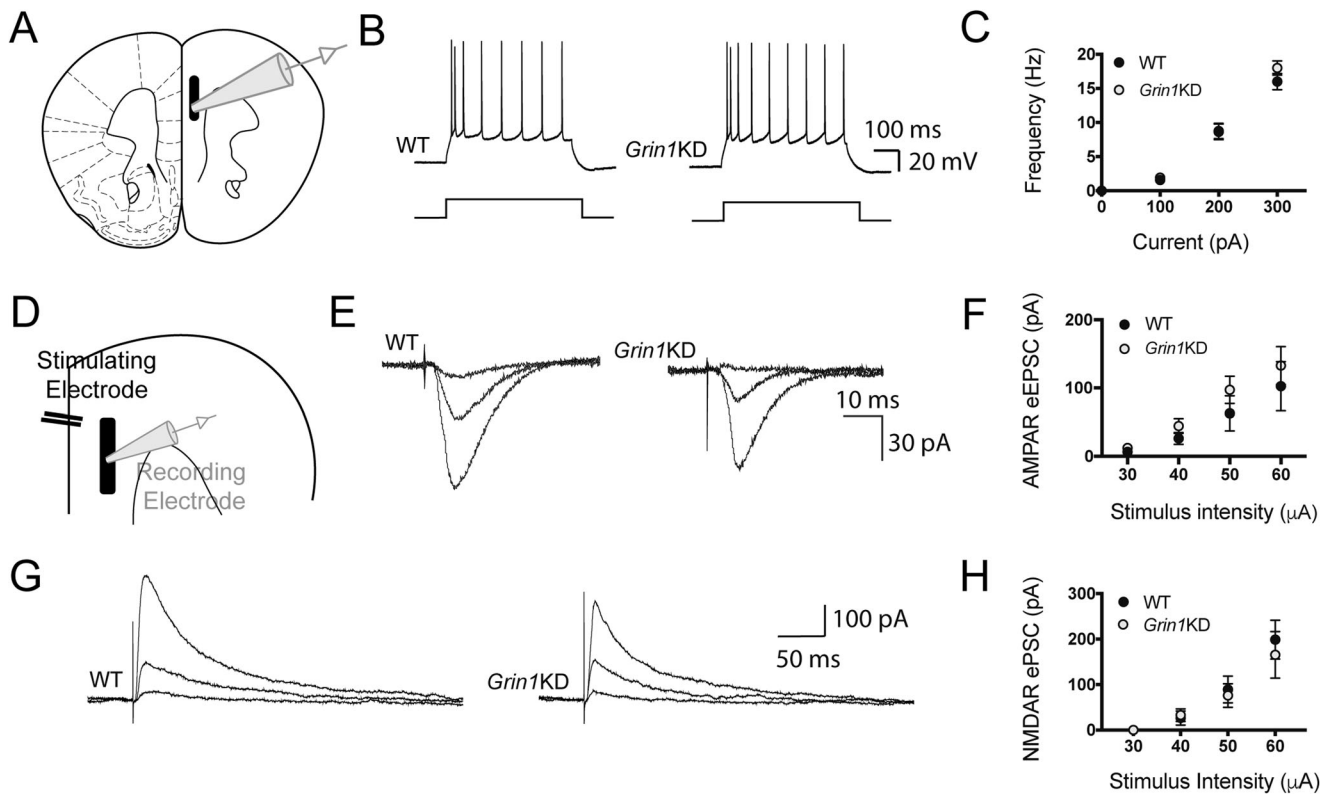 A
B
WT
Grin1KD
100 ms
20 mV
C
Frequency (Hz)
20
15
10
5
0
WT
Grin1KD
0 100 200 300
Current (pA)
D
Stimulating
Electrode
Recording
Electrode
E
WT
Grin1KD
10 ms
30 pA
F
AMPAR eEPSC (pA)
200
100
0
WT
Grin1KD
30 40 50 60
Stimulus intensity (μA)
G
WT
Grin1KD
100 pA
50 ms
H
NMDAR ePSC (pA)
300
200
100
0
WT
Grin1KD
30 40 50 60
Stimulus Intensity (μA)